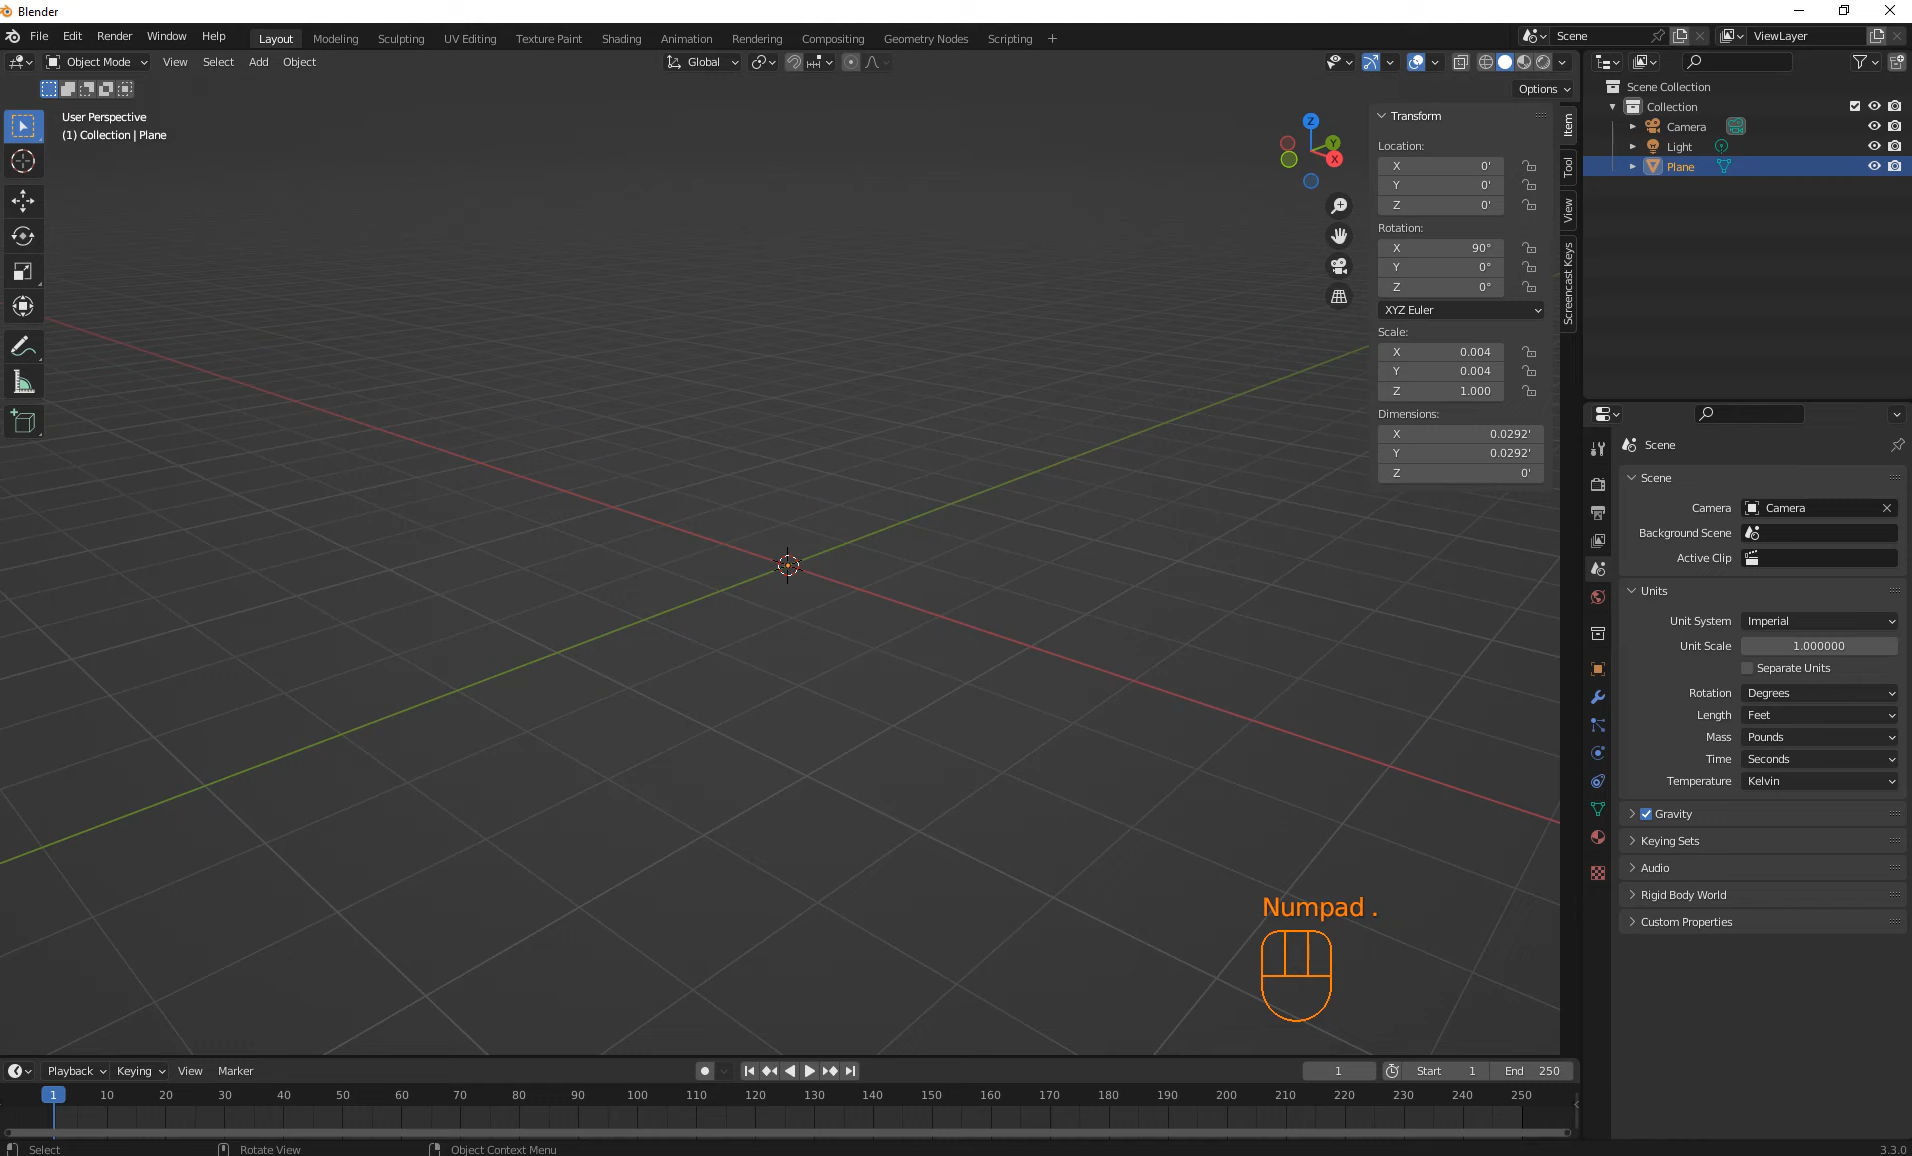 Blender
File Edit Render Window Help Layout Modeling Sculpting UV Editing Texture Paint Shading Animation Rendering Compositing Geometry Nodes Scripting + Scene ViewLayer
Object Mode View Select Add Object Global
Options
User Perspective
(1) Collection | Plane
Z
Y
X
Transform
Location:
X 0'
Y 0'
Z 0'
Rotation:
X 90°
Y 0°
Z 0°
XYZ Euler
Scale:
X 0.004
Y 0.004
Z 1.000
Dimensions:
X 0.0292'
Y 0.0292'
Z 0'
Item
Tool
View
Screencast Keys
Scene Collection
Collection
Camera
Light
Plane
Scene
Scene
Camera Camera
Background Scene
Active Clip
Units
Unit System Imperial
Unit Scale 1.000000
Separate Units
Rotation Degrees
Length Feet
Mass Pounds
Time Seconds
Temperature Kelvin
Gravity
Keying Sets
Audio
Rigid Body World
Custom Properties
Numpad .
Playback Keying View Marker 1 Start 1 End 250
1 10 20 30 40 50 60 70 80 90 100 110 120 130 140 150 160 170 180 190 200 210 220 230 240 250
Select Rotate View Object Context Menu 3.3.0